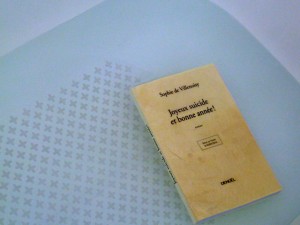 Sophie de Villenoisy
Joyeux suicide
et bonne année!
DENOËL